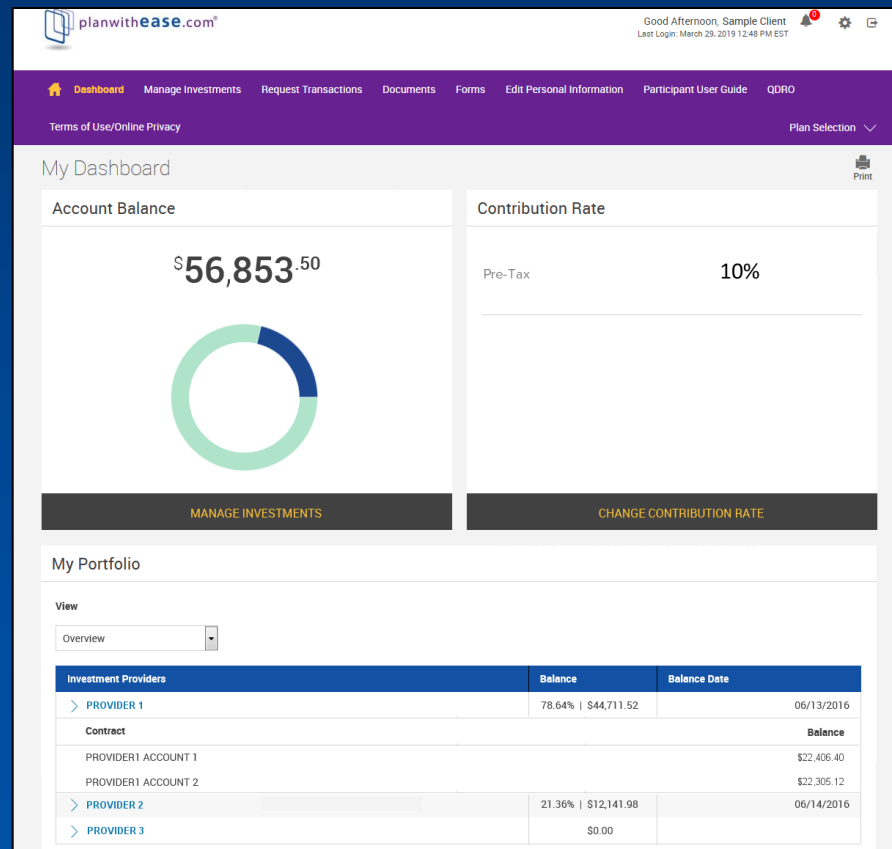 planwithease.com®
Good Afternoon, Sample Client 0
Last Login: March 29, 2019 12:48 PM EST
Dashboard Manage Investments Request Transactions Documents Forms Edit Personal Information Participant User Guide QDRO
Terms of Use/Online Privacy Plan Selection
My Dashboard
Print
Account Balance
$56,853.50
MANAGE INVESTMENTS
Contribution Rate
Pre-Tax 10%
CHANGE CONTRIBUTION RATE
My Portfolio
View
Overview
Investment Providers Balance Balance Date
PROVIDER 1 78.64% | $44,711.52 06/13/2016
Contract Balance
PROVIDER1 ACCOUNT 1 $22,406.40
PROVIDER1 ACCOUNT 2 $22,305.12
PROVIDER 2 21.36% | $12,141.98 06/14/2016
PROVIDER 3 $0.00